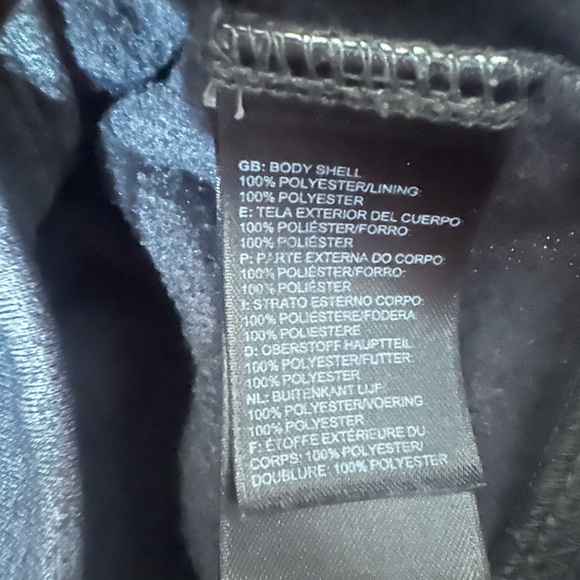 GB: BODY SHELL
100% POLYESTER/LINING:
100% POLYESTER
E: TELA EXTERIOR DEL CUERPO
100% POLIÉSTER/FORRO:
100% POLIÉSTER
P: PARTE EXTERNA DO CORPO:
100% POLIÉSTER/FORRO:
100% POLIÉSTER
I: STRATO ESTERNO CORPO:
100% POLIESTERE/FODERA
100% POLIESTERE
D: OBERSTOFF HAUPTTEIL
100% POLYESTER/FUTTER:
100% POLYESTER
NL: BUITENKANT LIJF:
100% POLYESTER/VOERING
100% POLYESTER
F: ÉTOFFE EXTÉRIEURE DU
CORPS: 100% POLYESTER/
DOUBLURE: 100% POLYESTER